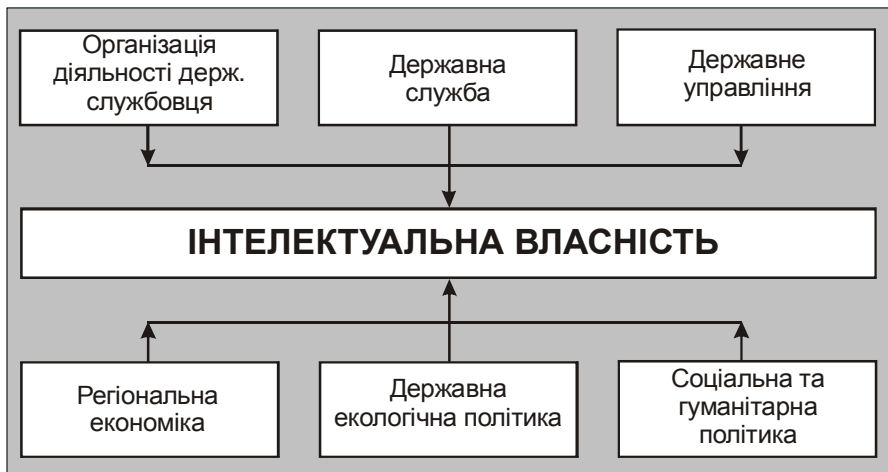 Організація
діяльності держ.
службовця
Державна
служба
Державне
управління
ІНТЕЛЕКТУАЛЬНА ВЛАСНІСТЬ
Регіональна
економіка
Державна
екологічна політика
Соціальна та
гуманітарна
політика